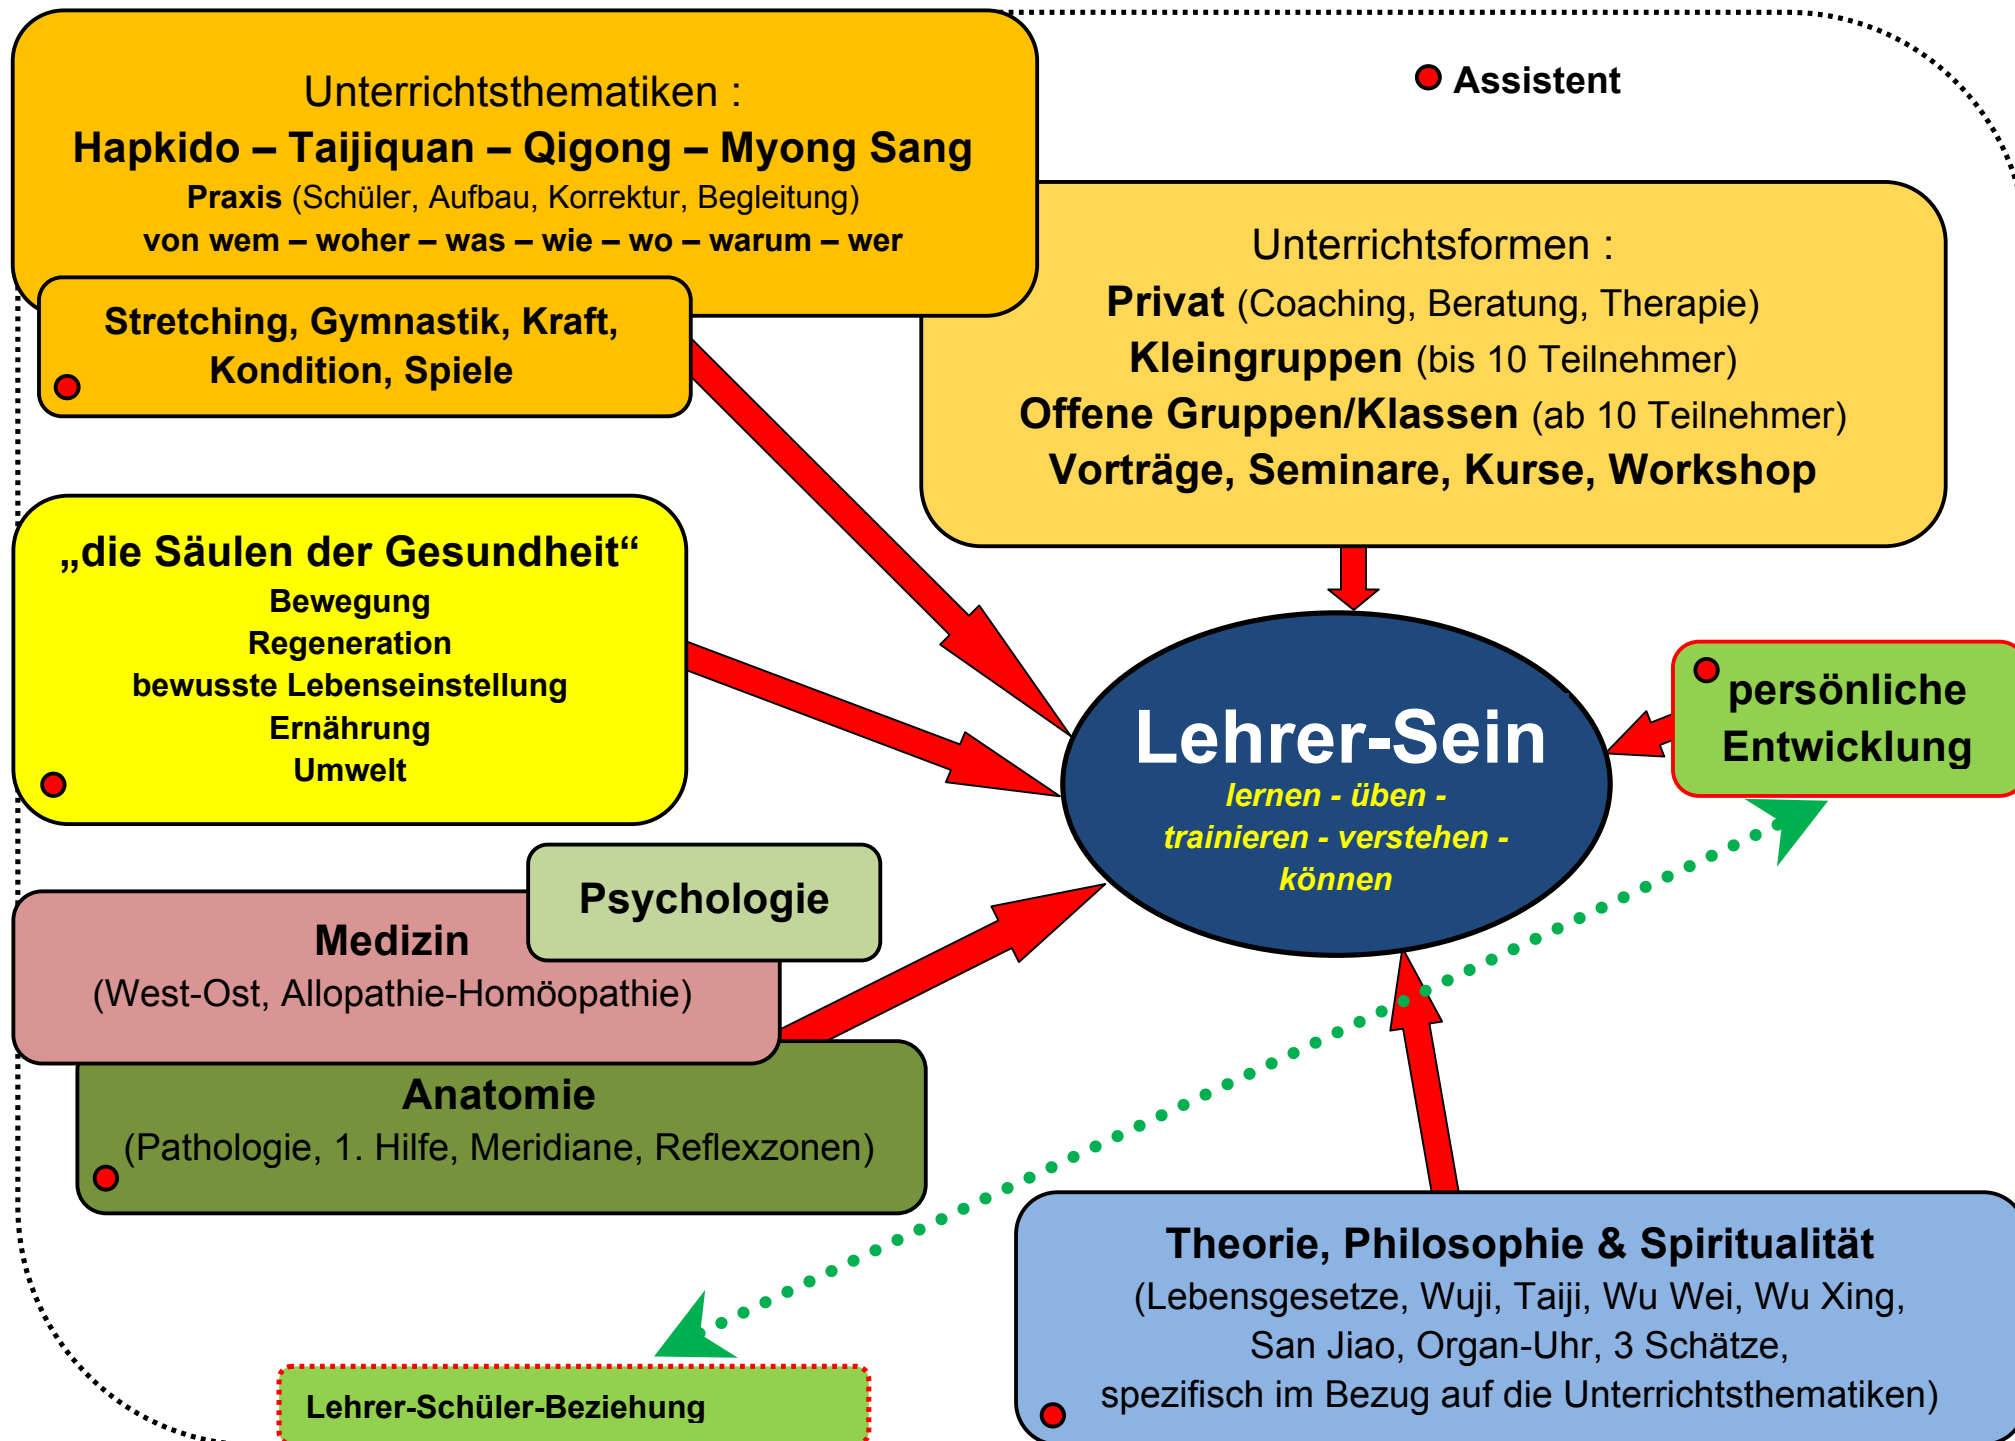 Unterrichtsthematiken :
Hapkido – Taijiquan – Qigong – Myong Sang
Praxis (Schüler, Aufbau, Korrektur, Begleitung)
von wem – woher – was – wie – wo – warum – wer
Stretching, Gymnastik, Kraft,
Kondition, Spiele
Assistent
Unterrichtsformen :
Privat (Coaching, Beratung, Therapie)
Kleingruppen (bis 10 Teilnehmer)
Offene Gruppen/Klassen (ab 10 Teilnehmer)
Vorträge, Seminare, Kurse, Workshop
„die Säulen der Gesundheit“
Bewegung
Regeneration
bewusste Lebenseinstellung
Ernährung
Umwelt
Lehrer-Sein
lernen - üben -
trainieren - verstehen -
können
persönliche
Entwicklung
Psychologie
Medizin
(West-Ost, Allopathie-Homöopathie)
Anatomie
(Pathologie, 1. Hilfe, Meridiane, Reflexzonen)
Theorie, Philosophie & Spiritualität
(Lebensgesetze, Wuji, Taiji, Wu Wei, Wu Xing,
San Jiao, Organ-Uhr, 3 Schätze,
spezifisch im Bezug auf die Unterrichtsthematiken)
Lehrer-Schüler-Beziehung